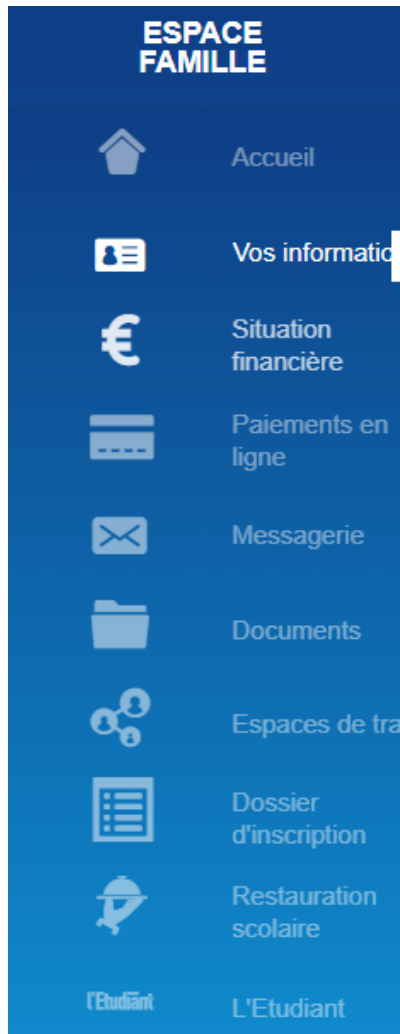 ESPACE
FAMILLE
Accueil
Vos informatio
Situation
financière
Paiements en
ligne
Messagerie
Documents
Espaces de tra
Dossier
d'inscription
Restauration
scolaire
l'Etudiant
L'Etudiant